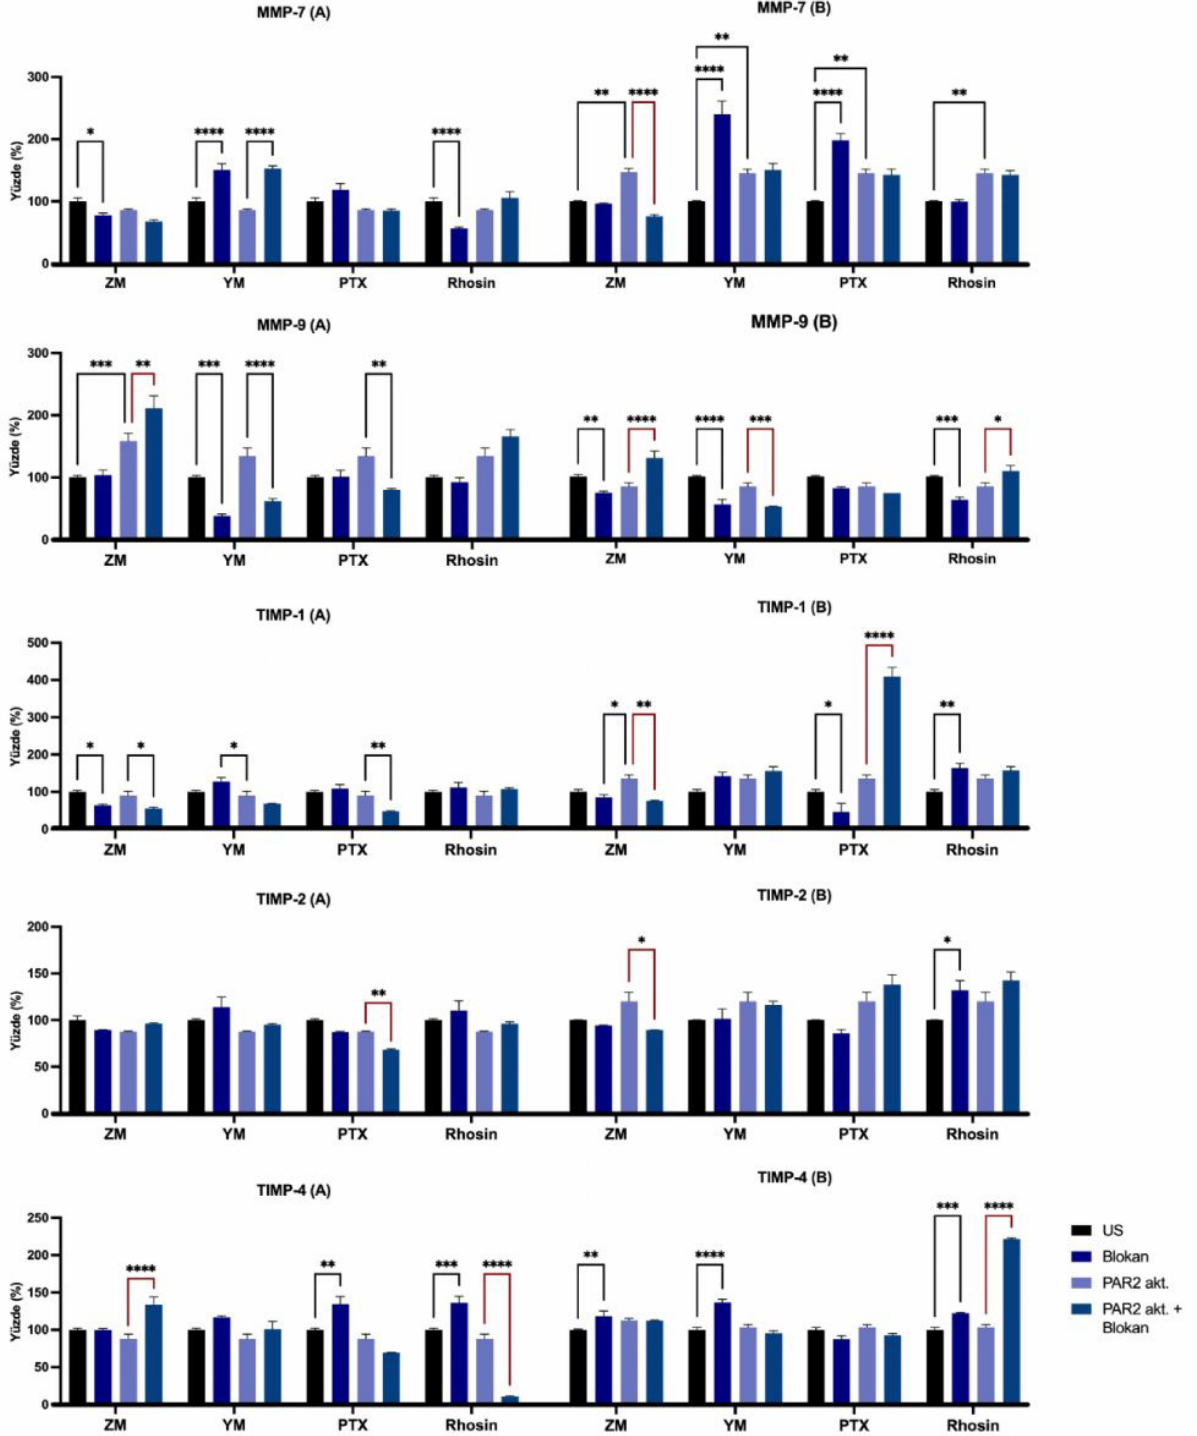 MMP-7 (A)
MMP-7 (B)
Yüzde (%)
300
200
100
0
* **** **** **** ** **** **** ** **** ** **
ZM YM PTX Rhosin ZM YM PTX Rhosin
MMP-9 (A)
MMP-9 (B)
Yüzde (%)
300
200
100
0
*** ** *** **** ** ** **** **** *** *** *
ZM YM PTX Rhosin ZM YM PTX Rhosin
TIMP-1 (A)
TIMP-1 (B)
Yüzde (%)
500
400
300
200
100
0
* * * ** * ** * **** **
ZM YM PTX Rhosin ZM YM PTX Rhosin
TIMP-2 (A)
TIMP-2 (B)
Yüzde (%)
200
150
100
50
0
** * *
ZM YM PTX Rhosin ZM YM PTX Rhosin
TIMP-4 (A)
TIMP-4 (B)
Yüzde (%)
250
200
150
100
50
0
**** ** *** **** ** **** *** ****
ZM YM PTX Rhosin ZM YM PTX Rhosin
US
Blokan
PAR2 akt.
PAR2 akt. +
Blokan